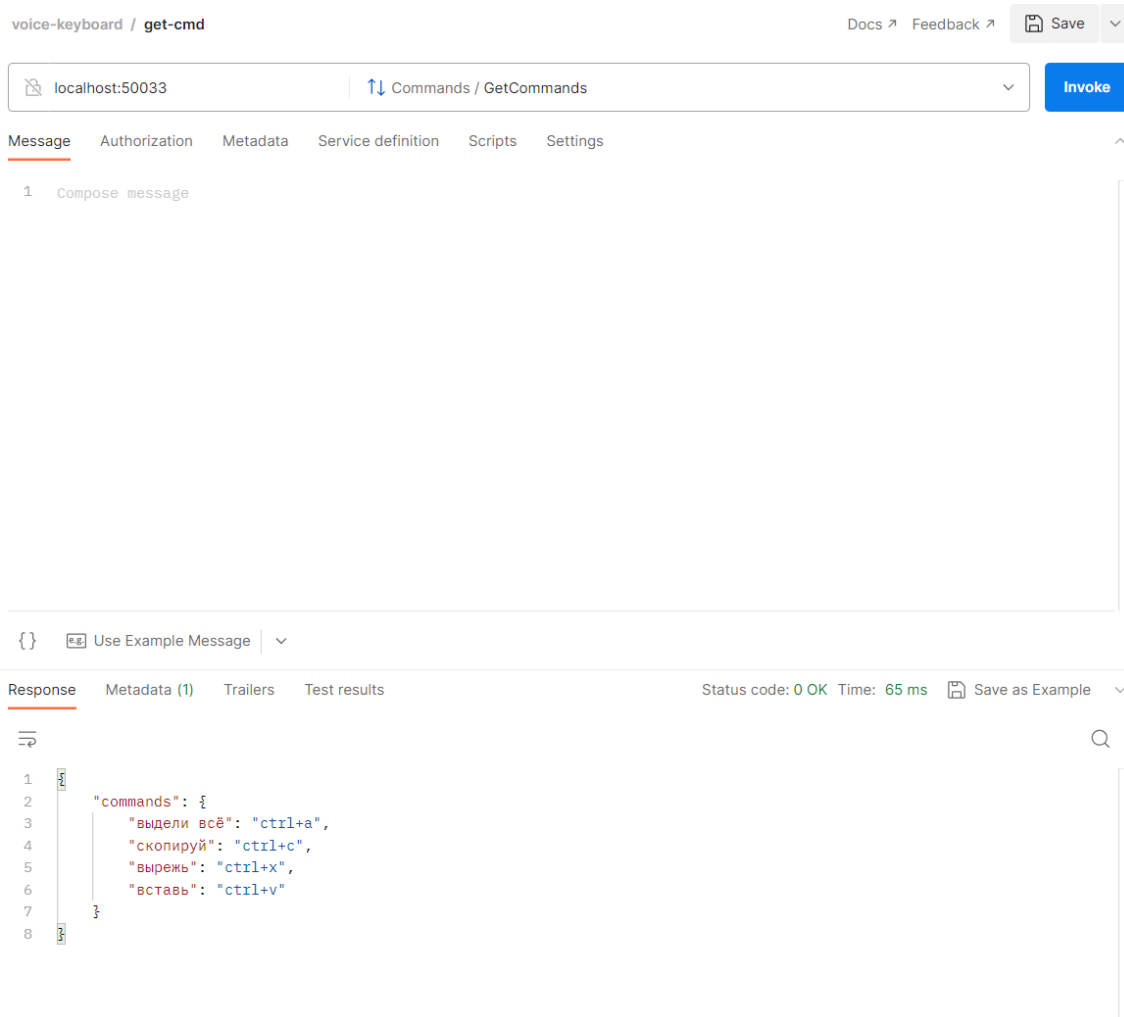 voice-keyboard / get-cmd Docs ↗ Feedback ↗ Save
localhost:50033 Commands / GetCommands Invoke
Message Authorization Metadata Service definition Scripts Settings
1 Compose message
{} e.g. Use Example Message
Response Metadata (1) Trailers Test results Status code: 0 OK Time: 65 ms Save as Example
1 {
2 "commands": {
3 "выдели всё": "ctrl+a",
4 "скопируй": "ctrl+c",
5 "вырежь": "ctrl+x",
6 "вставь": "ctrl+v"
7 }
8 }